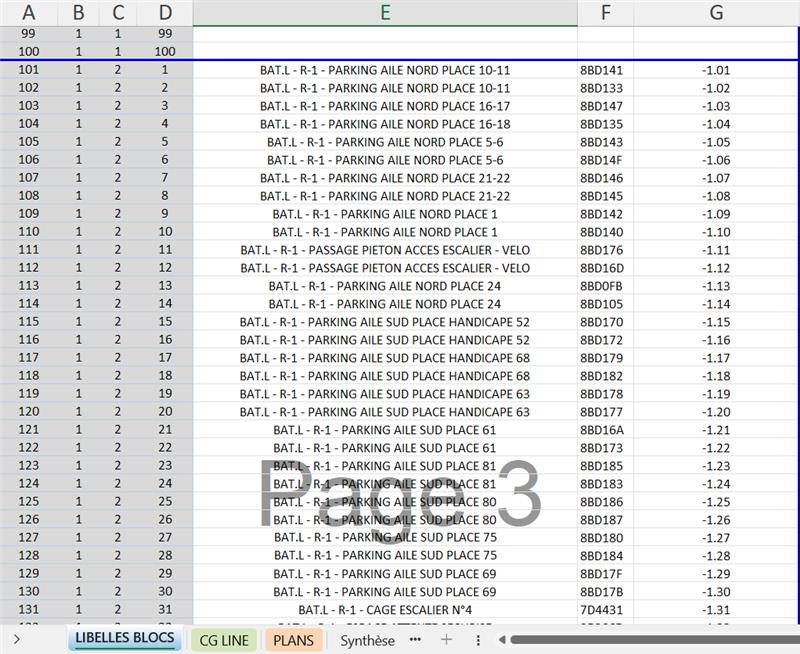 A B C D E F G
99 1 1 99
100 1 1 100
101 1 2 1 BAT.L - R-1 - PARKING AILE NORD PLACE 10-11 8BD141 -1.01
102 1 2 2 BAT.L - R-1 - PARKING AILE NORD PLACE 10-11 8BD133 -1.02
103 1 2 3 BAT.L - R-1 - PARKING AILE NORD PLACE 16-17 8BD147 -1.03
104 1 2 4 BAT.L - R-1 - PARKING AILE NORD PLACE 16-18 8BD135 -1.04
105 1 2 5 BAT.L - R-1 - PARKING AILE NORD PLACE 5-6 8BD143 -1.05
106 1 2 6 BAT.L - R-1 - PARKING AILE NORD PLACE 5-6 8BD14F -1.06
107 1 2 7 BAT.L - R-1 - PARKING AILE NORD PLACE 21-22 8BD146 -1.07
108 1 2 8 BAT.L - R-1 - PARKING AILE NORD PLACE 21-22 8BD145 -1.08
109 1 2 9 BAT.L - R-1 - PARKING AILE NORD PLACE 1 8BD142 -1.09
110 1 2 10 BAT.L - R-1 - PARKING AILE NORD PLACE 1 8BD140 -1.10
111 1 2 11 BAT.L - R-1 - PASSAGE PIETON ACCES ESCALIER - VELO 8BD176 -1.11
112 1 2 12 BAT.L - R-1 - PASSAGE PIETON ACCES ESCALIER - VELO 8BD16D -1.12
113 1 2 13 BAT.L - R-1 - PARKING AILE NORD PLACE 24 8BD0FB -1.13
114 1 2 14 BAT.L - R-1 - PARKING AILE NORD PLACE 24 8BD105 -1.14
115 1 2 15 BAT.L - R-1 - PARKING AILE SUD PLACE HANDICAPE 52 8BD170 -1.15
116 1 2 16 BAT.L - R-1 - PARKING AILE SUD PLACE HANDICAPE 52 8BD172 -1.16
117 1 2 17 BAT.L - R-1 - PARKING AILE SUD PLACE HANDICAPE 68 8BD179 -1.17
118 1 2 18 BAT.L - R-1 - PARKING AILE SUD PLACE HANDICAPE 68 8BD182 -1.18
119 1 2 19 BAT.L - R-1 - PARKING AILE SUD PLACE HANDICAPE 63 8BD178 -1.19
120 1 2 20 BAT.L - R-1 - PARKING AILE SUD PLACE HANDICAPE 63 8BD177 -1.20
121 1 2 21 BAT.L - R-1 - PARKING AILE SUD PLACE 61 8BD16A -1.21
122 1 2 22 BAT.L - R-1 - PARKING AILE SUD PLACE 61 8BD173 -1.22
123 1 2 23 BAT.L - R-1 - PARKING AILE SUD PLACE 81 8BD185 -1.23
124 1 2 24 BAT.L - R-1 - PARKING AILE SUD PLACE 81 8BD183 -1.24
Page 3
125 1 2 25 BAT.L - R-1 - PARKING AILE SUD PLACE 80 8BD186 -1.25
126 1 2 26 BAT.L - R-1 - PARKING AILE SUD PLACE 80 8BD187 -1.26
127 1 2 27 BAT.L - R-1 - PARKING AILE SUD PLACE 75 8BD180 -1.27
128 1 2 28 BAT.L - R-1 - PARKING AILE SUD PLACE 75 8BD184 -1.28
129 1 2 29 BAT.L - R-1 - PARKING AILE SUD PLACE 69 8BD17F -1.29
130 1 2 30 BAT.L - R-1 - PARKING AILE SUD PLACE 69 8BD17B -1.30
131 1 2 31 BAT.L - R-1 - CAGE ESCALIER N°4 7D4431 -1.31
LIBELLES BLOCS CG LINE PLANS Synthèse